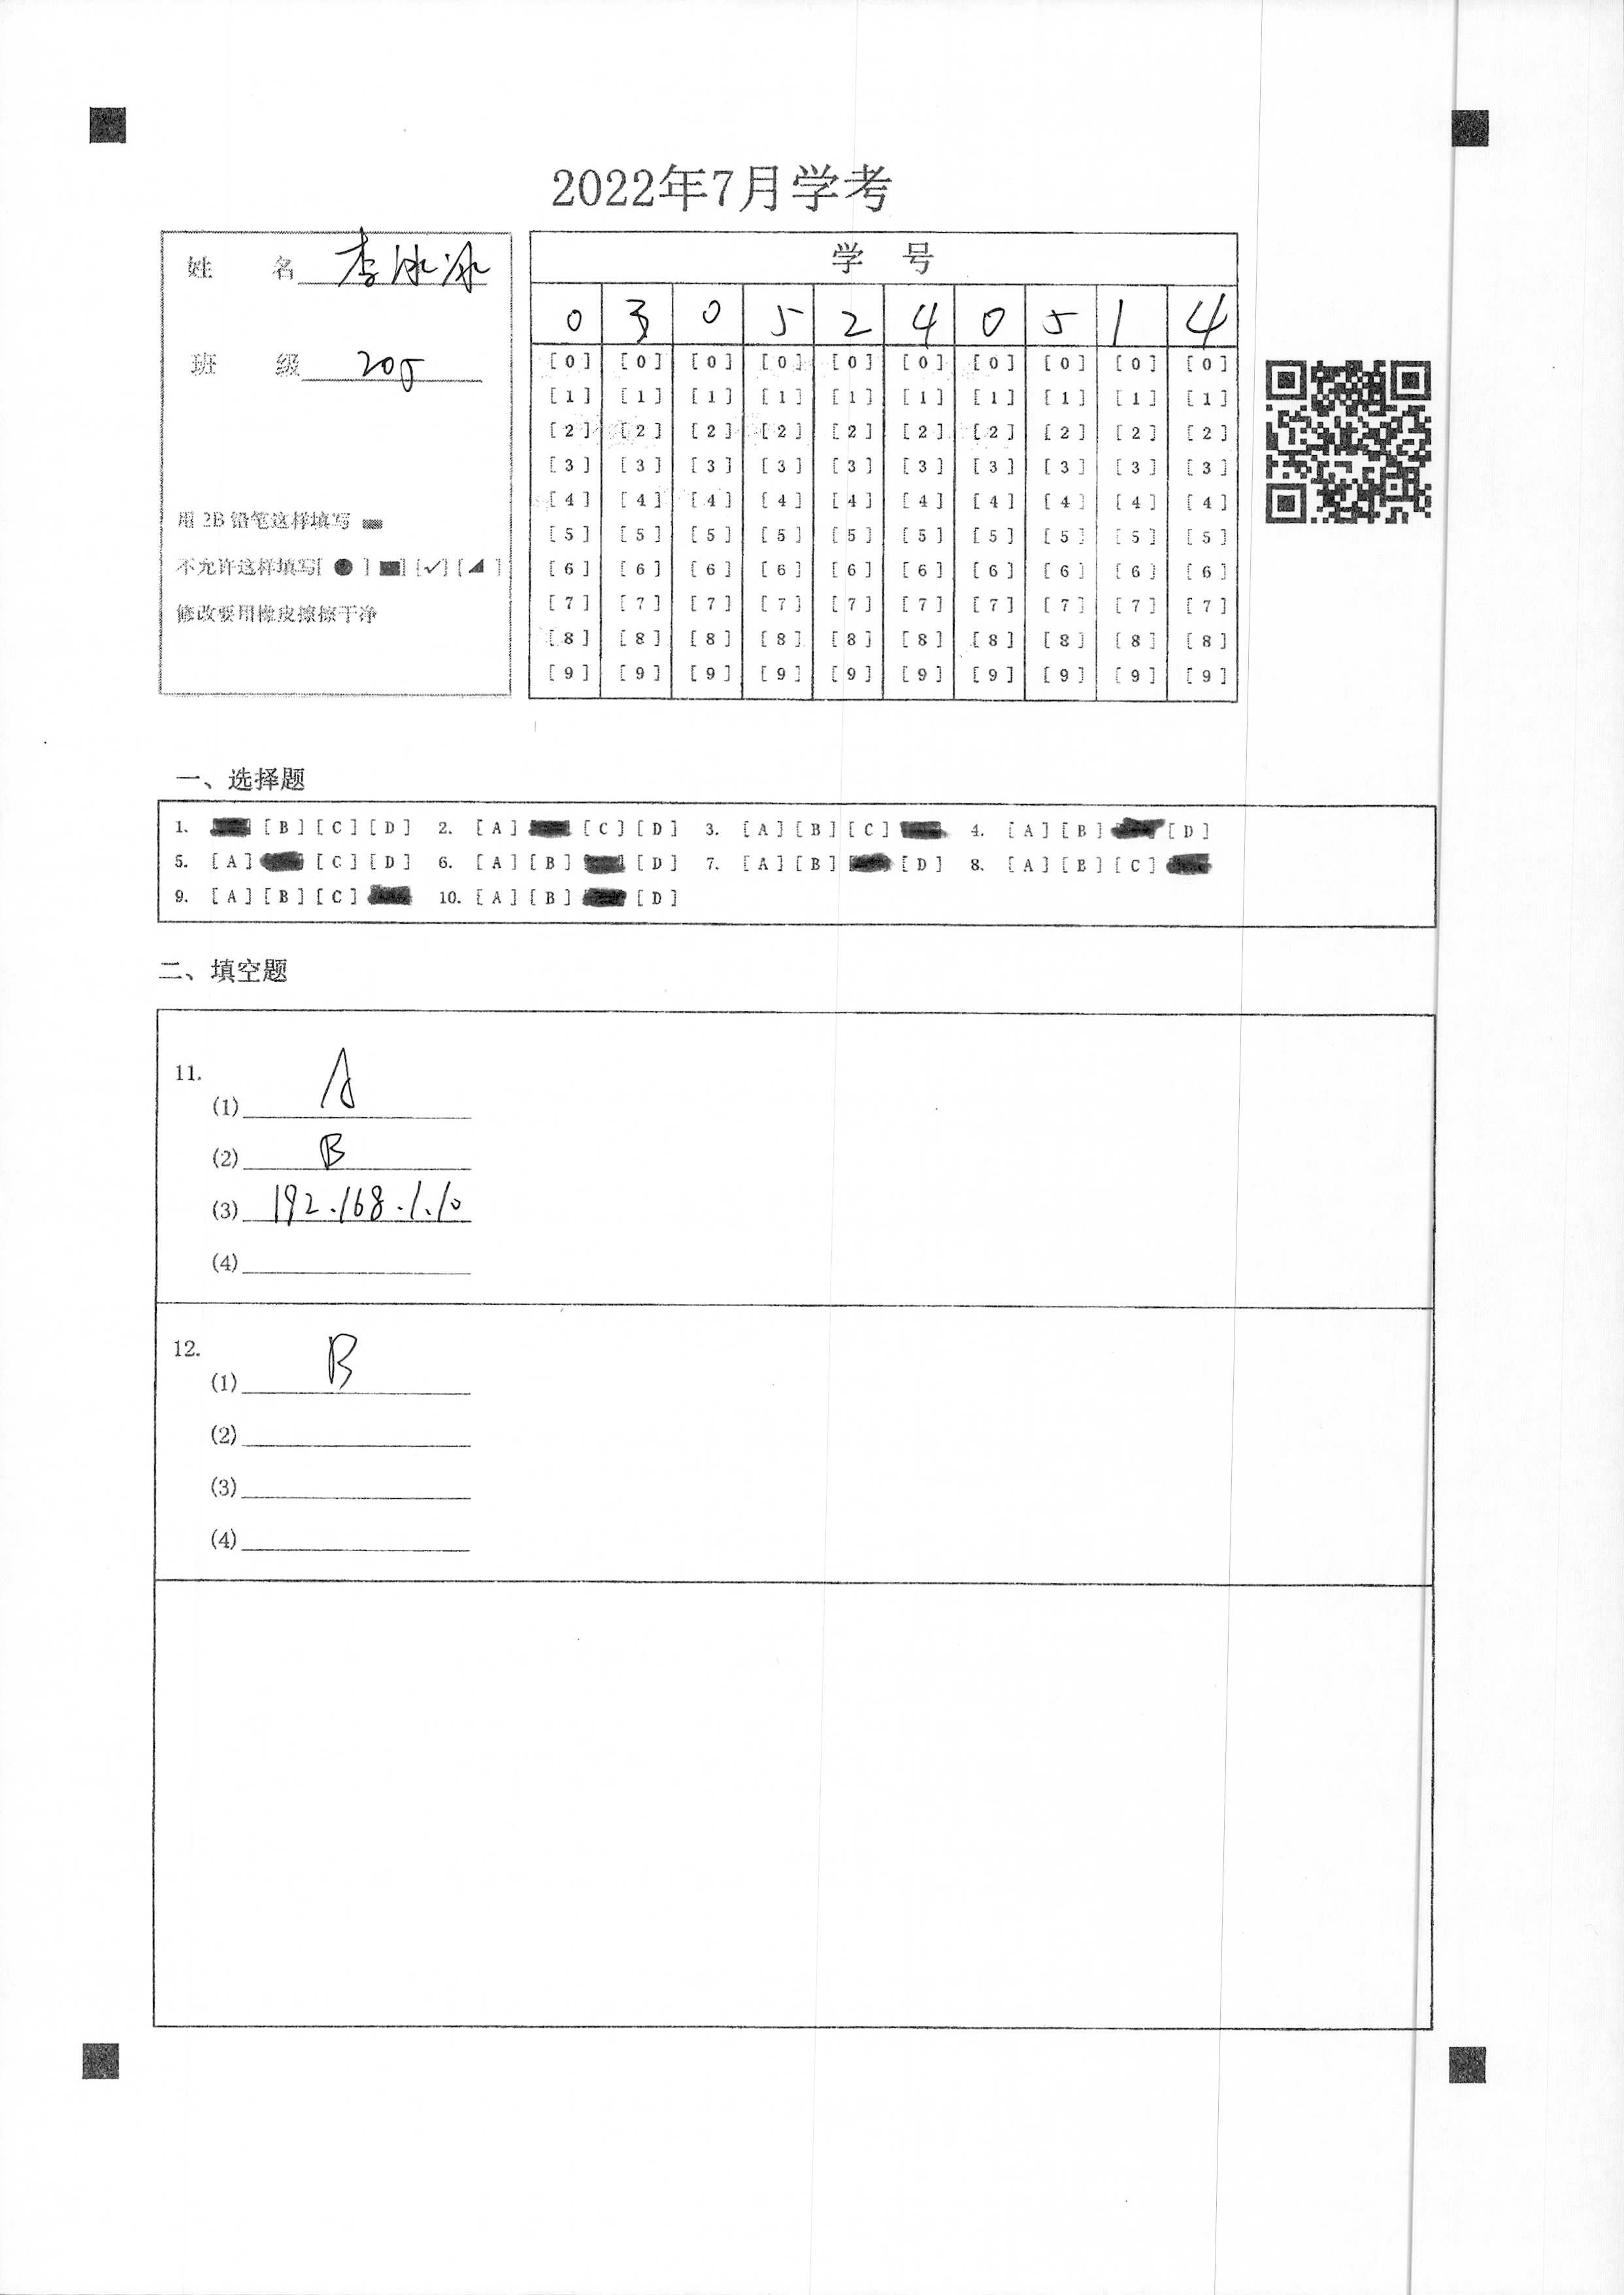 2022年7月学考
姓 名 李冰冰
班 级 205
用 2B 铅笔这样填写
不允许这样填写[ ● ] [■] [✓] [◢ ]
修改要用橡皮擦擦干净
学 号
0 3 0 5 2 4 0 5 1 4
[0] [0] [0] [0] [0] [0] [0] [0] [0] [0]
[1] [1] [1] [1] [1] [1] [1] [1] [1] [1]
[2] [2] [2] [2] [2] [2] [2] [2] [2] [2]
[3] [3] [3] [3] [3] [3] [3] [3] [3] [3]
[4] [4] [4] [4] [4] [4] [4] [4] [4] [4]
[5] [5] [5] [5] [5] [5] [5] [5] [5] [5]
[6] [6] [6] [6] [6] [6] [6] [6] [6] [6]
[7] [7] [7] [7] [7] [7] [7] [7] [7] [7]
[8] [8] [8] [8] [8] [8] [8] [8] [8] [8]
[9] [9] [9] [9] [9] [9] [9] [9] [9] [9]
一、选择题
1. [B] [C] [D] 2. [A] [C] [D] 3. [A] [B] [C] 4. [A] [B] [D]
5. [A] [C] [D] 6. [A] [B] [D] 7. [A] [B] [D] 8. [A] [B] [C]
9. [A] [B] [C] 10. [A] [B] [D]
二、填空题
11.
(1) A
(2) B
(3) 192.168.1.10
(4)
12.
(1) B
(2)
(3)
(4)